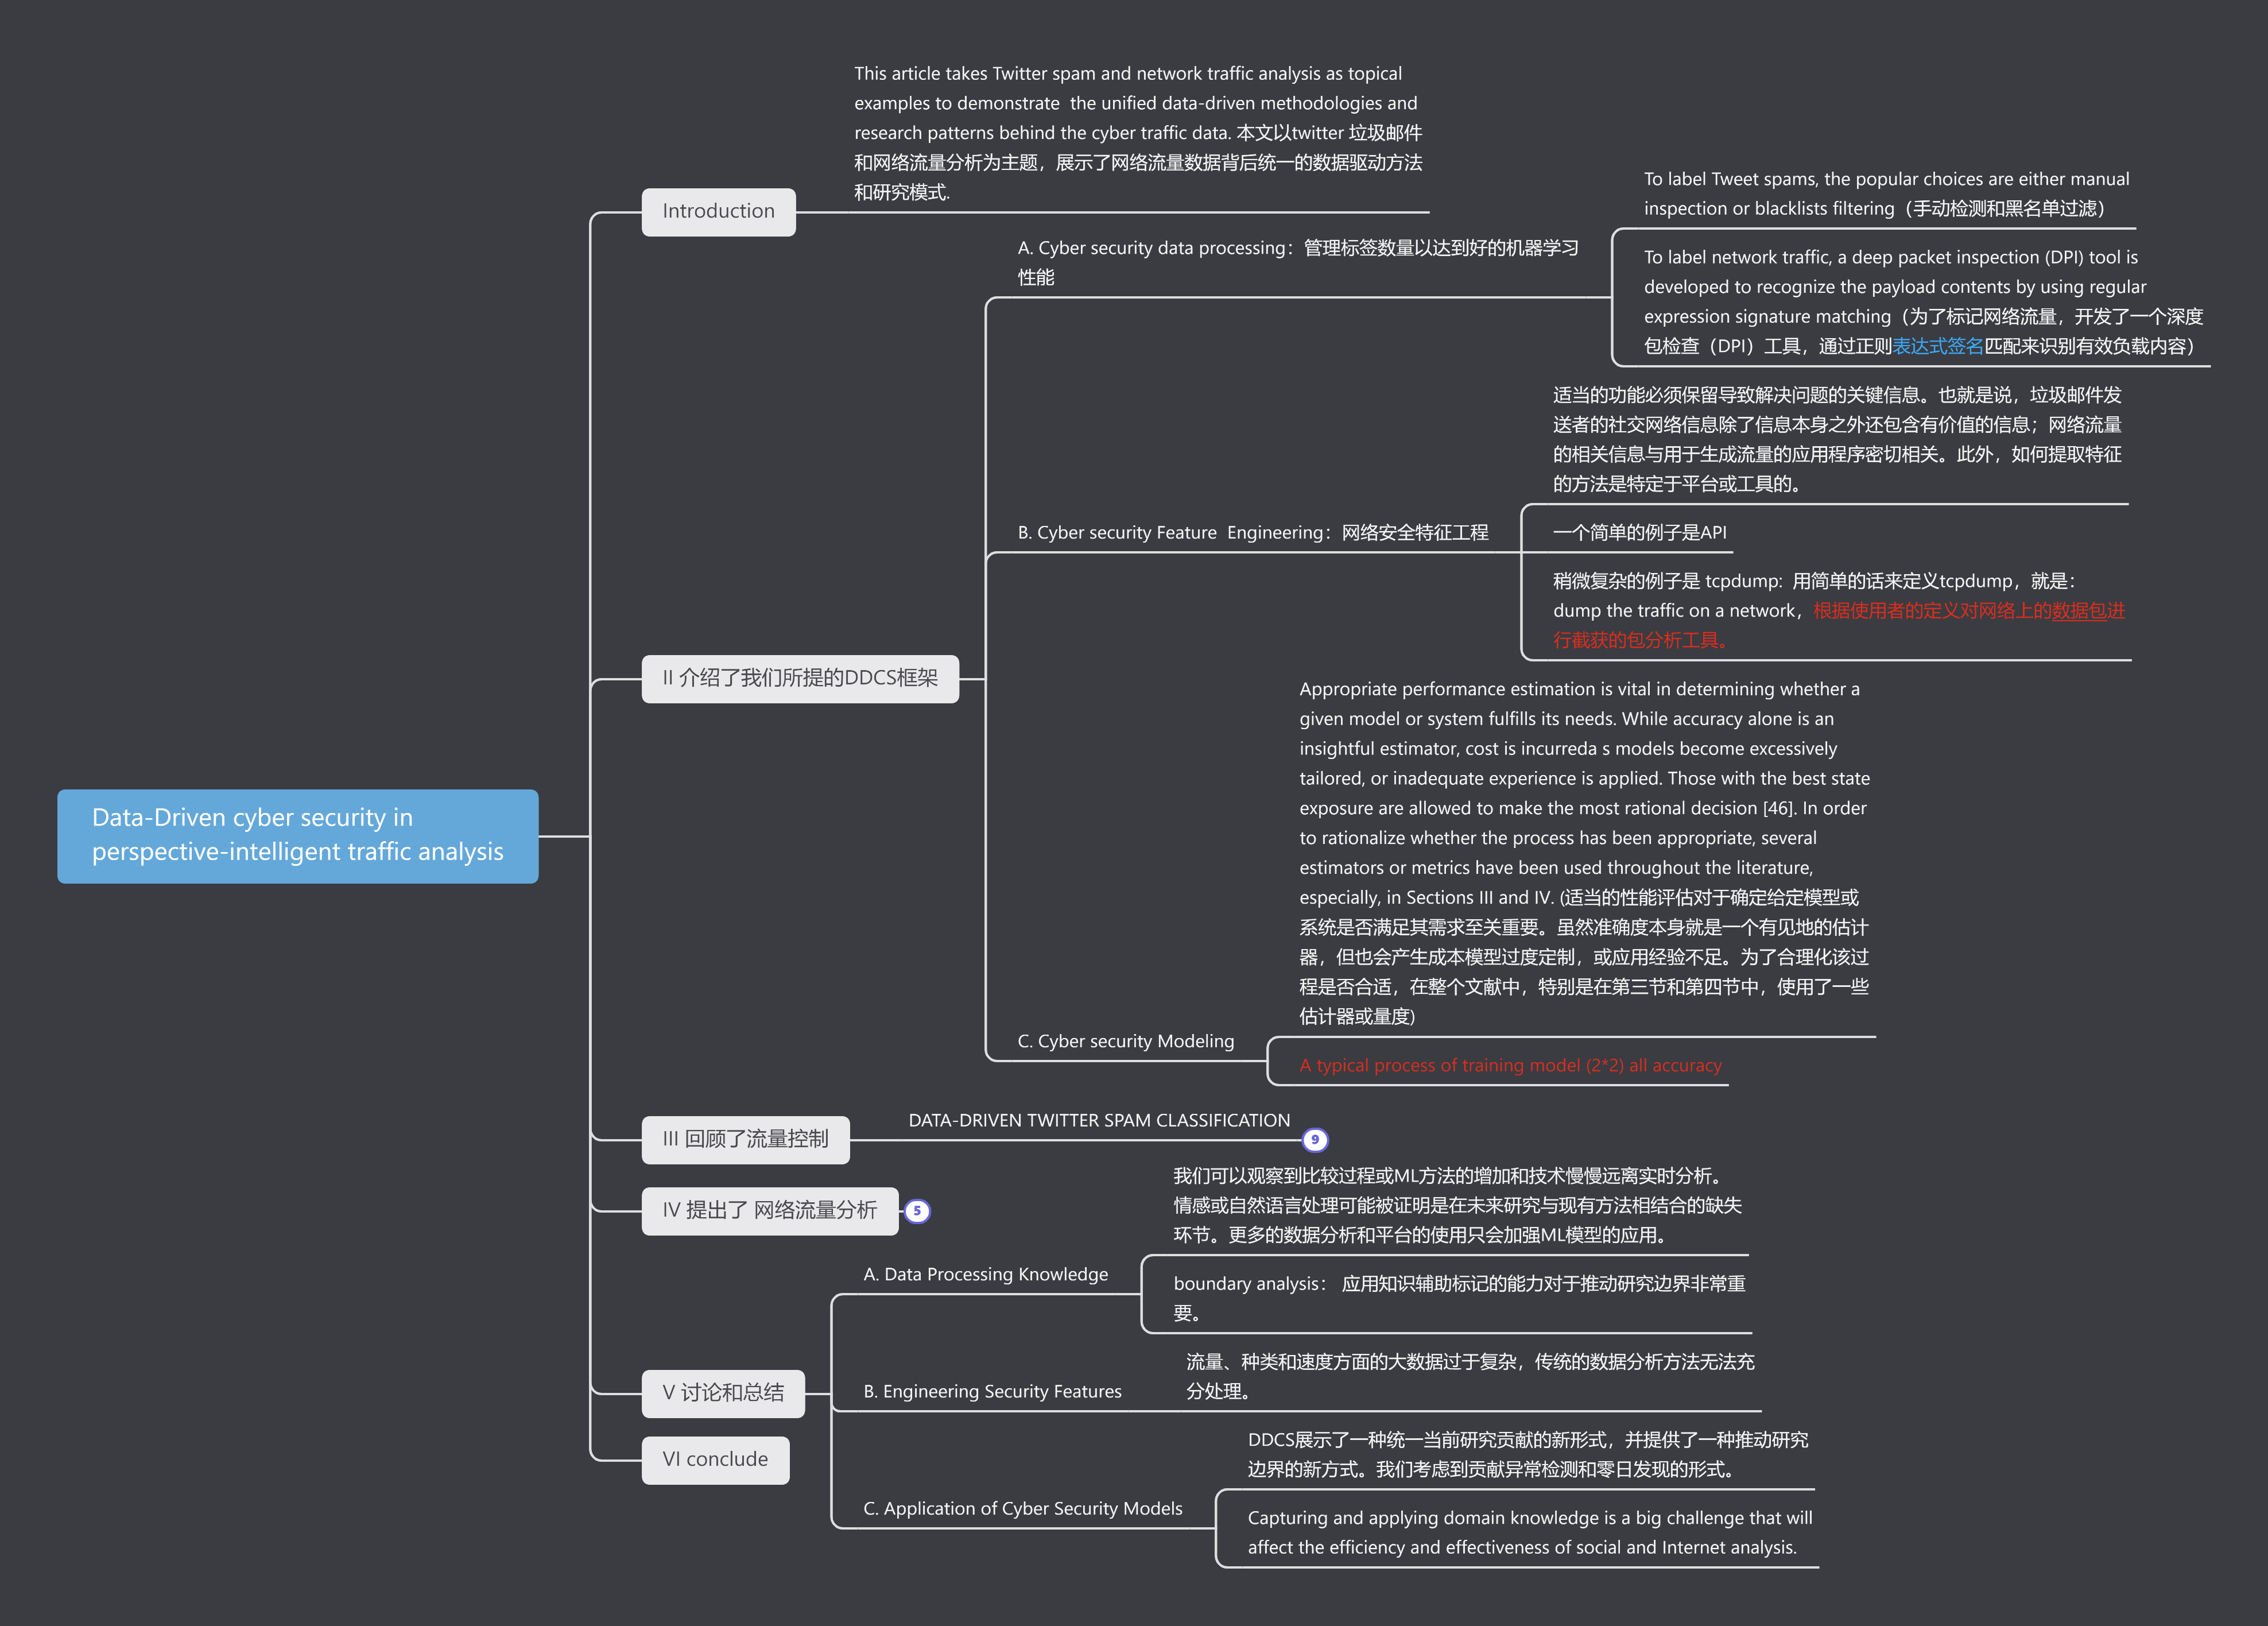 Data-Driven cyber security in
perspective-intelligent traffic analysis
Introduction
This article takes Twitter spam and network traffic analysis as topical
examples to demonstrate  the unified data-driven methodologies and
research patterns behind the cyber traffic data. 本文以twitter 垃圾邮件
和网络流量分析为主题，展示了网络流量数据背后统一的数据驱动方法
和研究模式.
II 介绍了我们所提的DDCS框架
A. Cyber security data processing：管理标签数量以达到好的机器学习
性能
To label Tweet spams, the popular choices are either manual
inspection or blacklists filtering（手动检测和黑名单过滤）
To label network traffic, a deep packet inspection (DPI) tool is
developed to recognize the payload contents by using regular
expression signature matching（为了标记网络流量，开发了一个深度
包检查（DPI）工具，通过正则表达式签名匹配来识别有效负载内容）
B. Cyber security Feature  Engineering：网络安全特征工程
适当的功能必须保留导致解决问题的关键信息。也就是说，垃圾邮件发
送者的社交网络信息除了信息本身之外还包含有价值的信息；网络流量
的相关信息与用于生成流量的应用程序密切相关。此外，如何提取特征
的方法是特定于平台或工具的。
一个简单的例子是API
稍微复杂的例子是 tcpdump:  用简单的话来定义tcpdump，就是：
dump the traffic on a network，根据使用者的定义对网络上的数据包进
行截获的包分析工具。
C. Cyber security Modeling
Appropriate performance estimation is vital in determining whether a
given model or system fulfills its needs. While accuracy alone is an
insightful estimator, cost is incurreda s models become excessively
tailored, or inadequate experience is applied. Those with the best state
exposure are allowed to make the most rational decision [46]. In order
to rationalize whether the process has been appropriate, several
estimators or metrics have been used throughout the literature,
especially, in Sections III and IV. (适当的性能评估对于确定给定模型或
系统是否满足其需求至关重要。虽然准确度本身就是一个有见地的估计
器，但也会产生成本模型过度定制，或应用经验不足。为了合理化该过
程是否合适，在整个文献中，特别是在第三节和第四节中，使用了一些
估计器或量度)
A typical process of training model (2*2) all accuracy
III 回顾了流量控制
DATA-DRIVEN TWITTER SPAM CLASSIFICATION
9
IV 提出了 网络流量分析
5
V 讨论和总结
A. Data Processing Knowledge
我们可以观察到比较过程或ML方法的增加和技术慢慢远离实时分析。
情感或自然语言处理可能被证明是在未来研究与现有方法相结合的缺失
环节。更多的数据分析和平台的使用只会加强ML模型的应用。
boundary analysis： 应用知识辅助标记的能力对于推动研究边界非常重
要。
B. Engineering Security Features
流量、种类和速度方面的大数据过于复杂，传统的数据分析方法无法充
分处理。
C. Application of Cyber Security Models
DDCS展示了一种统一当前研究贡献的新形式，并提供了一种推动研究
边界的新方式。我们考虑到贡献异常检测和零日发现的形式。
Capturing and applying domain knowledge is a big challenge that will
affect the efficiency and effectiveness of social and Internet analysis.
VI conclude